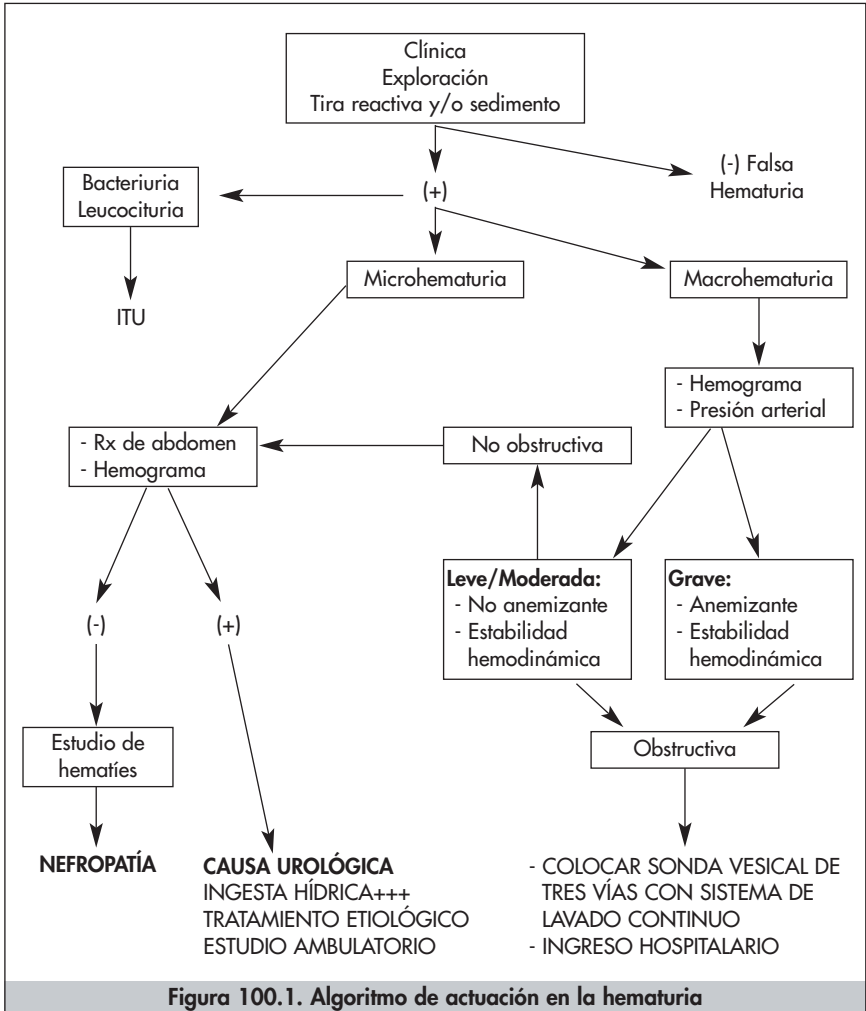 Clínica
Exploración
Tira reactiva y/o sedimento
(-) Falsa
Hematuria
Bacteriuria
Leucocituria
(+)
ITU
Microhematuria
Macrohematuria
- Hemograma
- Presión arterial
- Rx de abdomen
- Hemograma
No obstructiva
Leve/Moderada:
- No anemizante
- Estabilidad
hemodinámica
Grave:
- Anemizante
- Estabilidad
hemodinámica
(-)
(+)
Estudio de
hematíes
Obstructiva
NEFROPATÍA
CAUSA UROLÓGICA
INGESTA HÍDRICA+++
TRATAMIENTO ETIOLÓGICO
ESTUDIO AMBULATORIO
- COLOCAR SONDA VESICAL DE
TRES VÍAS CON SISTEMA DE
LAVADO CONTINUO
- INGRESO HOSPITALARIO
Figura 100.1. Algoritmo de actuación en la hematuria